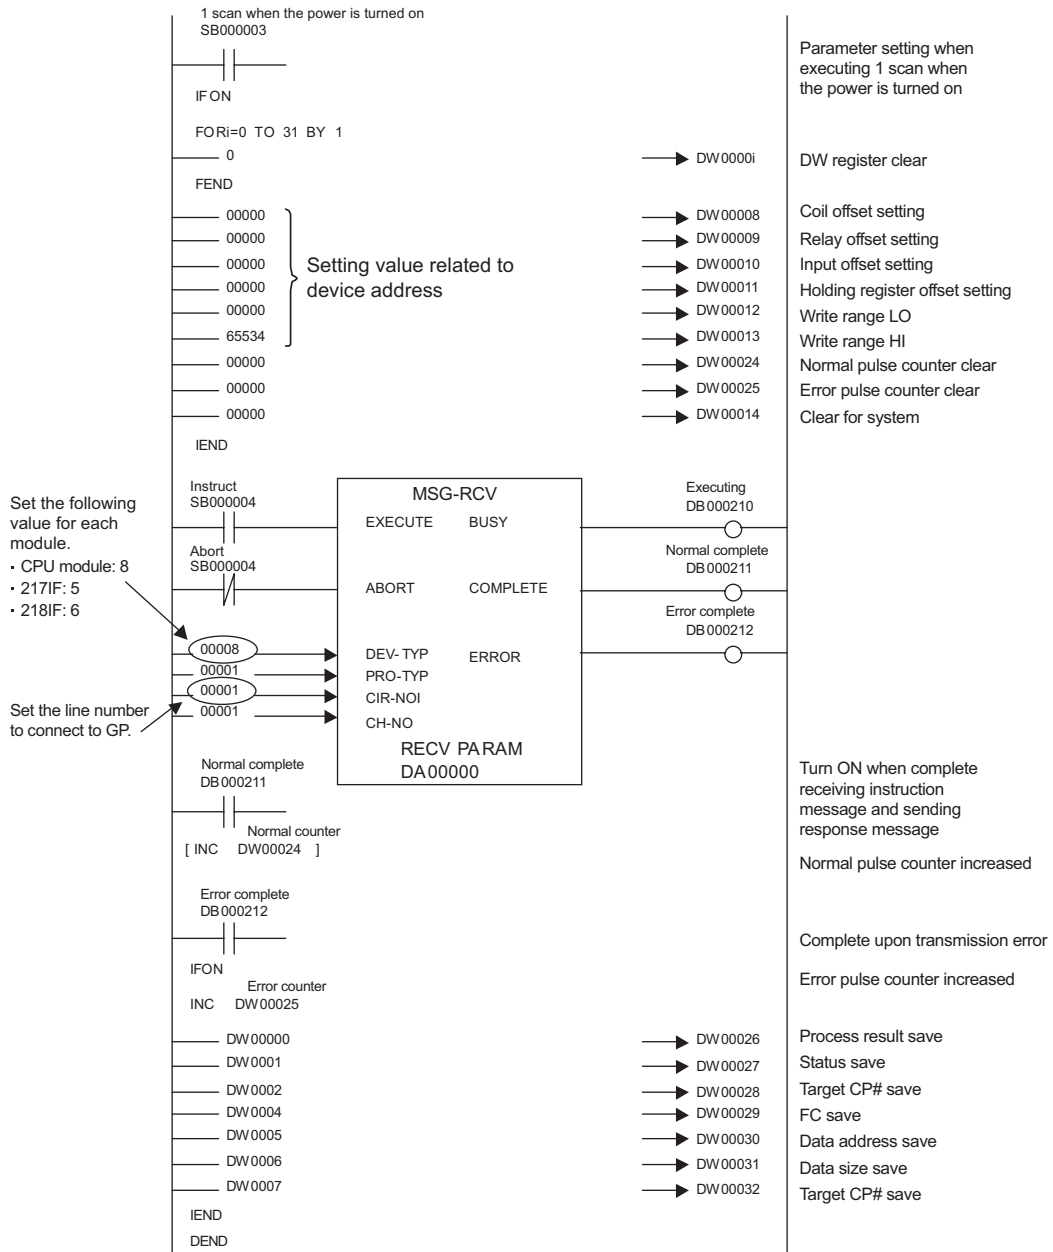 1 scan when the power is turned on
SB000003
Parameter setting when
executing 1 scan when
the power is turned on
IFON
FORi=0 TO 31 BY 1
0 DW0000i DW register clear
FEND
00000 DW00008 Coil offset setting
00000 DW00009 Relay offset setting
00000 DW00010 Input offset setting
Setting value related to
device address
00000 DW00011 Holding register offset setting
00000 DW00012 Write range LO
65534 DW00013 Write range HI
00000 DW00024 Normal pulse counter clear
00000 DW00025 Error pulse counter clear
00000 DW00014 Clear for system
IEND
Set the following
value for each
module.
· CPU module: 8
· 217IF: 5
· 218IF: 6
Set the line number
to connect to GP.
Instruct
SB000004
Abort
SB000004
00008
00001
00001
00001
MSG-RCV
EXECUTE BUSY
ABORT COMPLETE
DEV-TYP ERROR
PRO-TYP
CIR-NOI
CH-NO
RECV PARAM
DA00000
Executing
DB000210
Normal complete
DB000211
Error complete
DB000212
Normal complete
DB000211
Turn ON when complete
receiving instruction
message and sending
response message
Normal counter
[ INC DW00024 ]
Normal pulse counter increased
Error complete
DB000212
Complete upon transmission error
IFON
Error counter
INC DW00025
Error pulse counter increased
DW00000 DW00026 Process result save
DW0001 DW00027 Status save
DW0002 DW00028 Target CP# save
DW0004 DW00029 FC save
DW0005 DW00030 Data address save
DW0006 DW00031 Data size save
DW0007 DW00032 Target CP# save
IEND
DEND